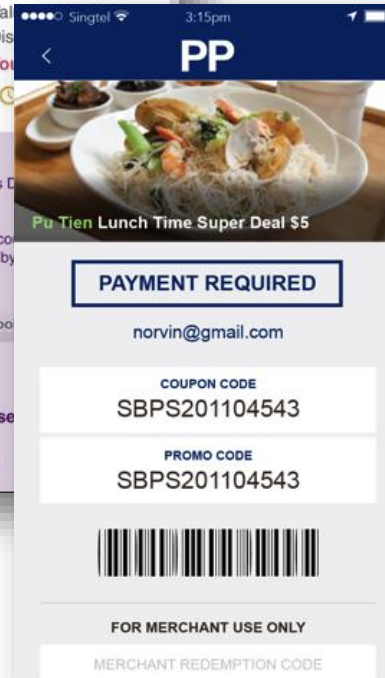 Singtel 3:15pm
PP
Pu Tien Lunch Time Super Deal $5
PAYMENT REQUIRED
norvin@gmail.com
COUPON CODE
SBPS201104543
PROMO CODE
SBPS201104543
FOR MERCHANT USE ONLY
MERCHANT REDEMPTION CODE